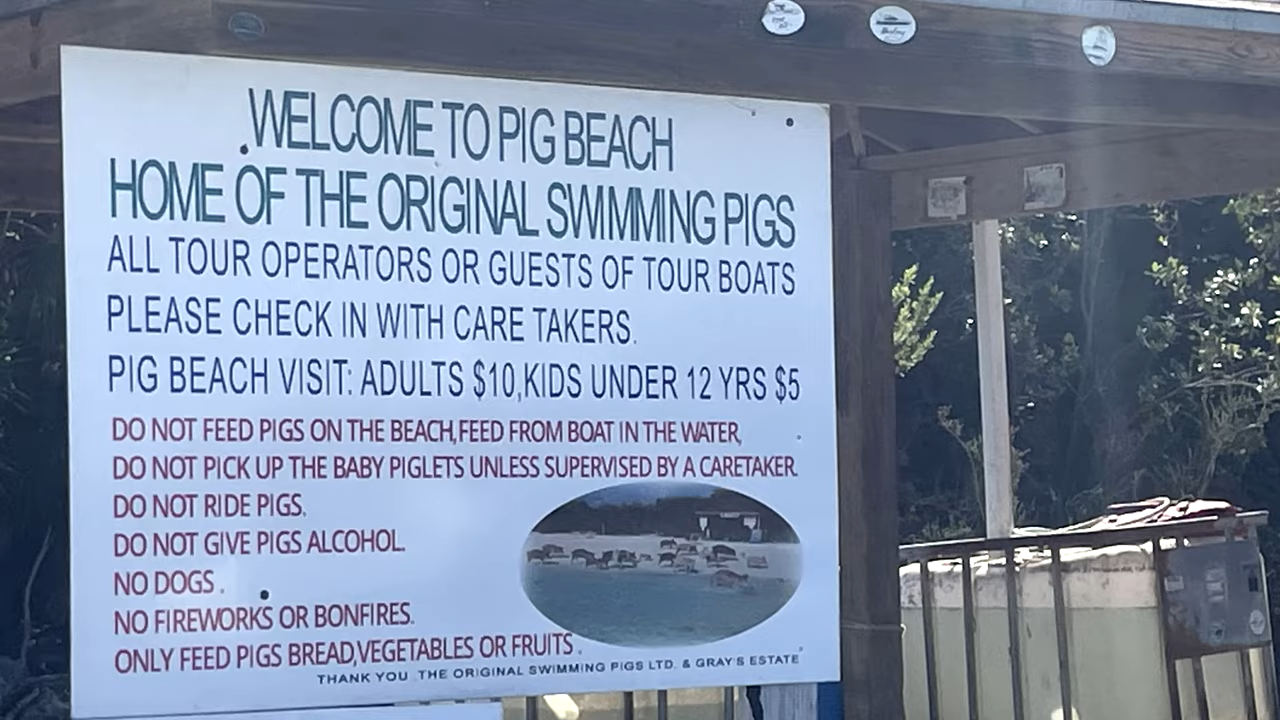 WELCOME TO PIG BEACH
HOME OF THE ORIGINAL SWIMMING PIGS
ALL TOUR OPERATORS OR GUESTS OF TOUR BOATS
PLEASE CHECK IN WITH CARE TAKERS.
PIG BEACH VISIT: ADULTS $10,KIDS UNDER 12 YRS $5
DO NOT FEED PIGS ON THE BEACH,FEED FROM BOAT IN THE WATER,
DO NOT PICK UP THE BABY PIGLETS UNLESS SUPERVISED BY A CARETAKER.
DO NOT RIDE PIGS.
DO NOT GIVE PIGS ALCOHOL.
NO DOGS .
NO FIREWORKS OR BONFIRES.
ONLY FEED PIGS BREAD,VEGETABLES OR FRUITS .
THANK YOU THE ORIGINAL SWIMMING PIGS LTD. & GRAY'S ESTATE